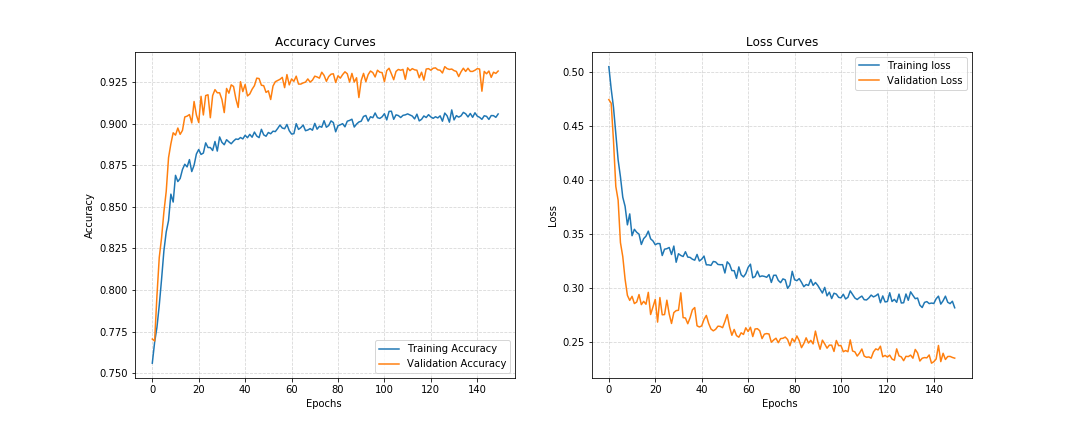 Accuracy Curves
0.925
0.900
0.875
0.850
0.825
0.800
0.775
0.750
Accuracy
0 20 40 60 80 100 120 140
Epochs
Training Accuracy
Validation Accuracy
Loss Curves
0.50
0.45
0.40
0.35
0.30
0.25
Loss
0 20 40 60 80 100 120 140
Epochs
Training loss
Validation Loss